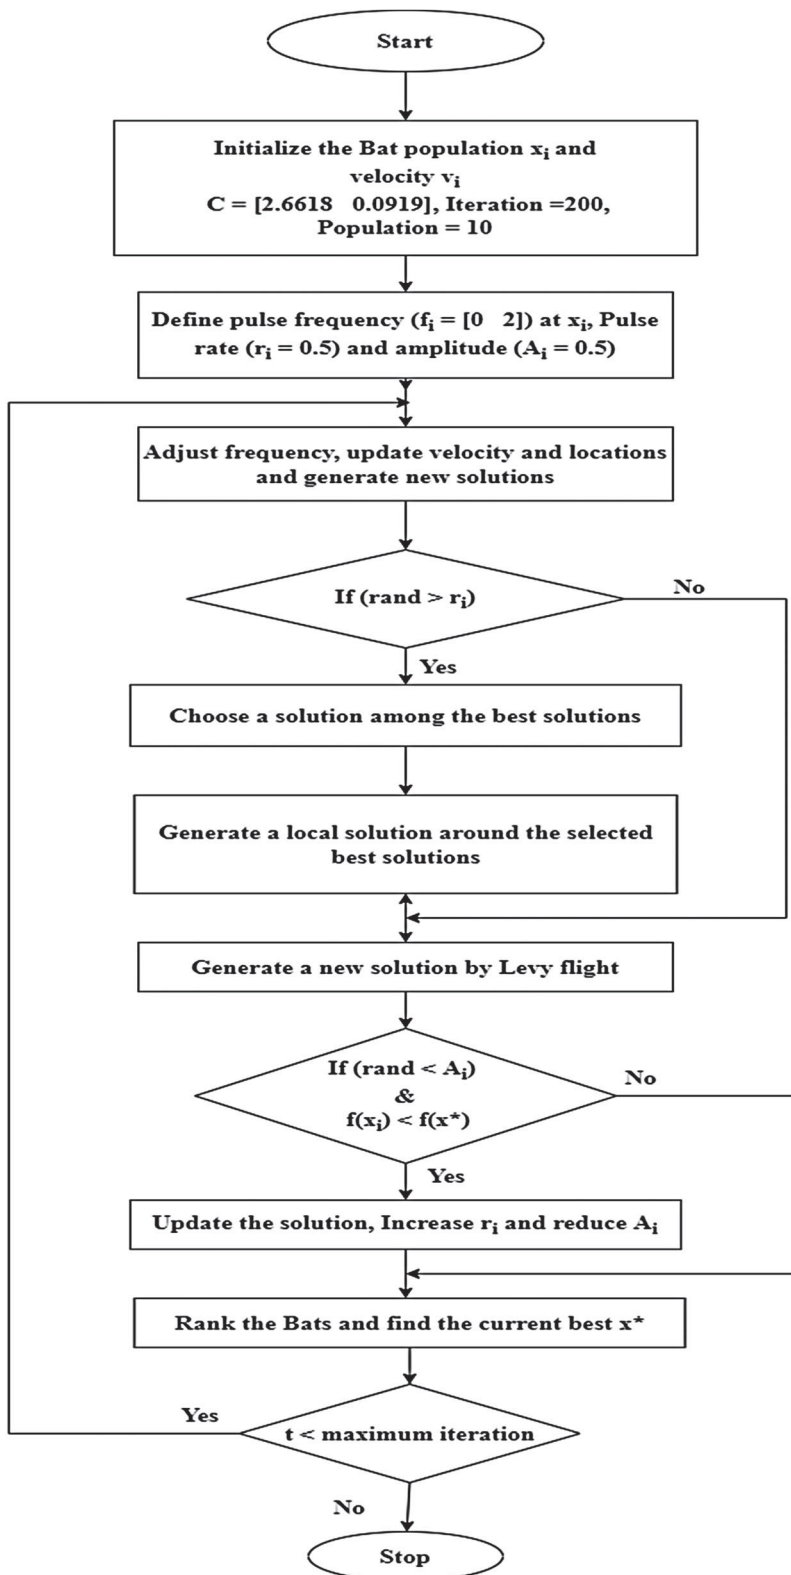 Start
Initialize the Bat population xᵢ and
velocity vᵢ
C = [2.6618 0.0919], Iteration =200,
Population = 10
Define pulse frequency (fᵢ = [0 2]) at xᵢ, Pulse
rate (rᵢ = 0.5) and amplitude (Aᵢ = 0.5)
Adjust frequency, update velocity and locations
and generate new solutions
If (rand > rᵢ)
No
Yes
Choose a solution among the best solutions
Generate a local solution around the selected
best solutions
Generate a new solution by Levy flight
If (rand < Aᵢ)
&
f(xᵢ) < f(x*)
No
Yes
Update the solution, Increase rᵢ and reduce Aᵢ
Rank the Bats and find the current best x*
Yes
t < maximum iteration
No
Stop